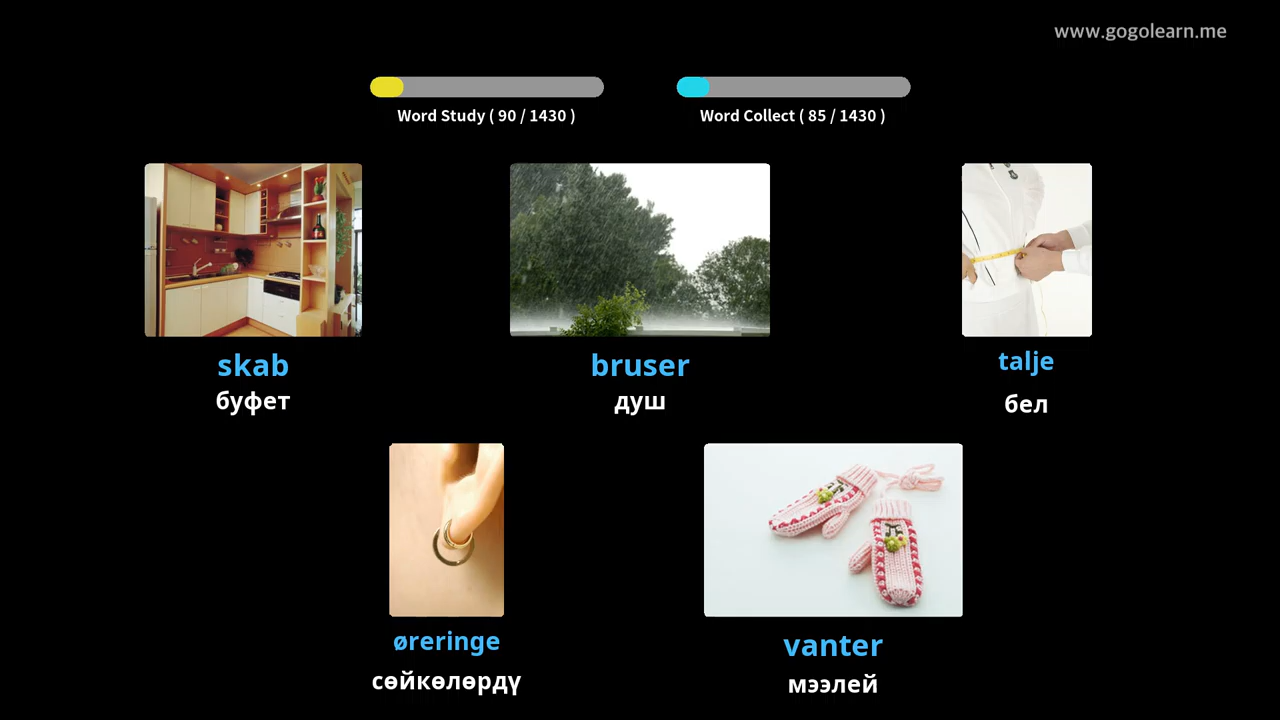 www.gogolearn.me
Word Study ( 90 / 1430 )
Word Collect ( 85 / 1430 )
skab
буфет
bruser
душ
talje
бел
øreringe
сөйкөлөрдү
vanter
мээлей